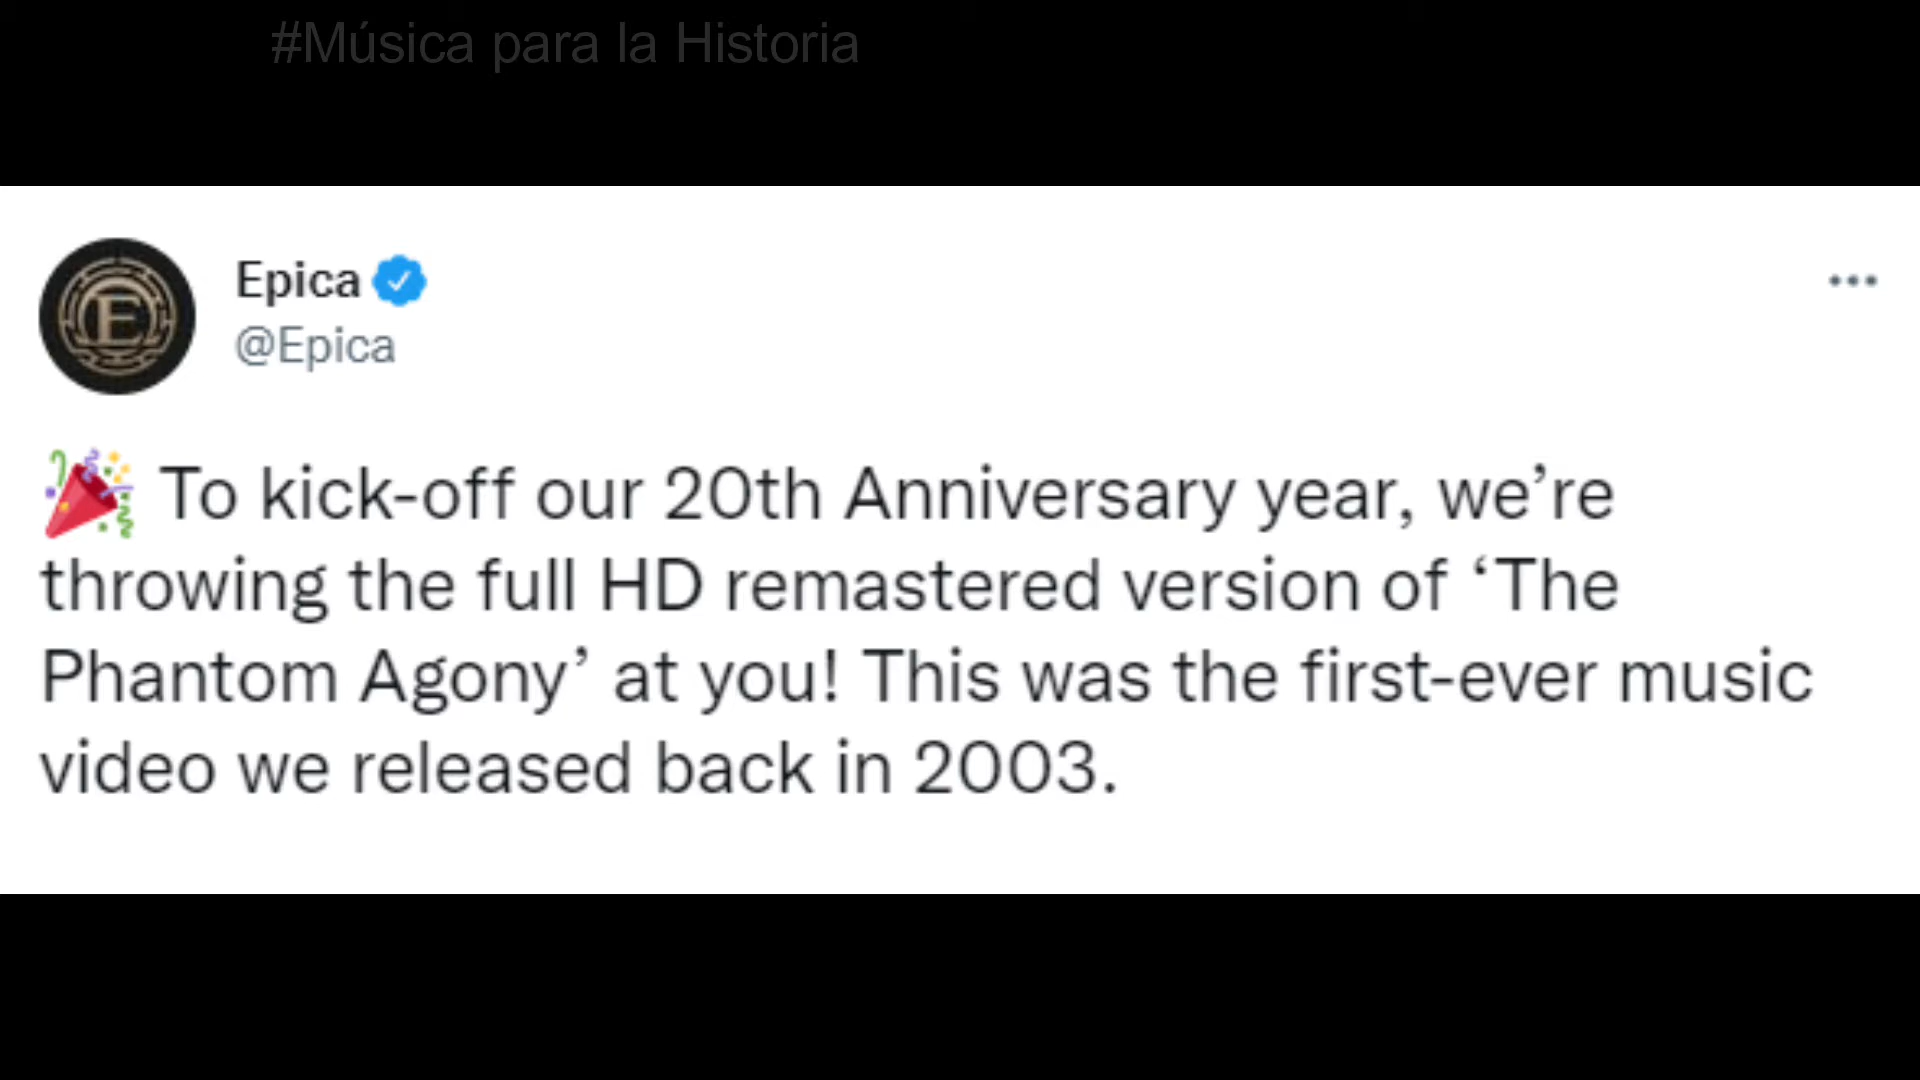 #Música para la Historia
Epica
@Epica
🎉 To kick-off our 20th Anniversary year, we’re
throwing the full HD remastered version of ‘The
Phantom Agony’ at you! This was the first-ever music
video we released back in 2003.